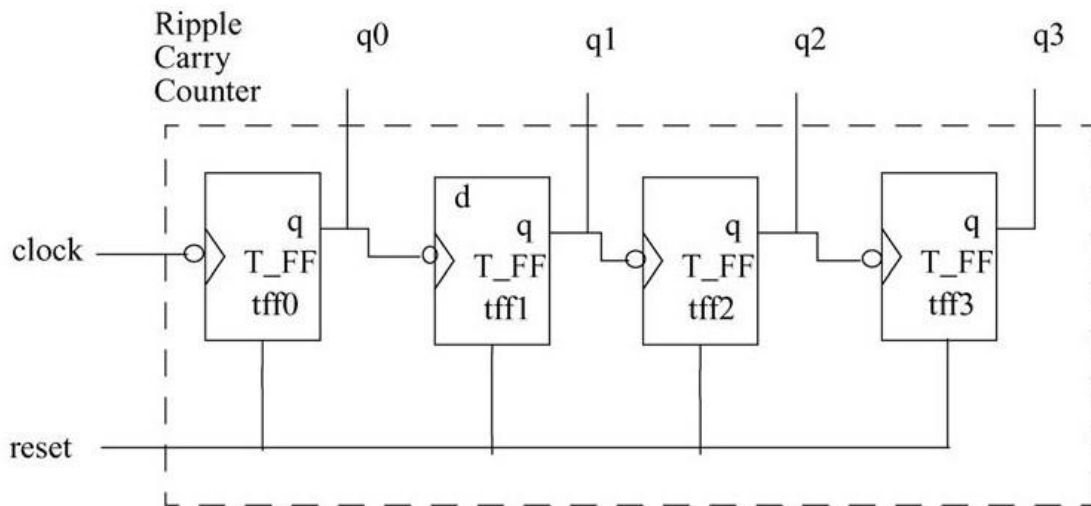 Ripple
Carry
Counter
q0
q1
q2
q3
clock
q
T_FF
tff0
d
q
T_FF
tff1
q
T_FF
tff2
q
T_FF
tff3
reset